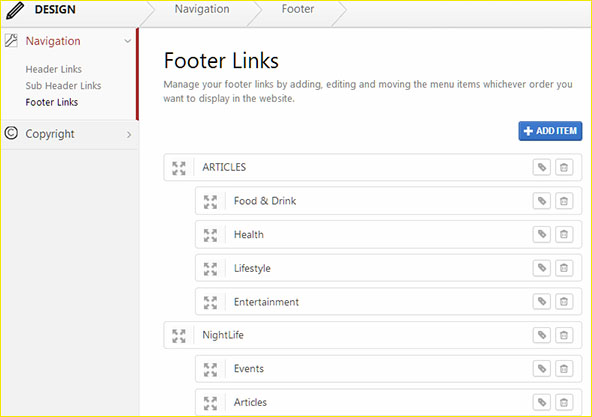 DESIGN
Navigation
Footer
Navigation
Header Links
Sub Header Links
Footer Links
Copyright
Footer Links
Manage your footer links by adding, editing and moving the menu items whichever order you
want to display in the website.
ADD ITEM
ARTICLES
Food & Drink
Health
Lifestyle
Entertainment
NightLife
Events
Articles